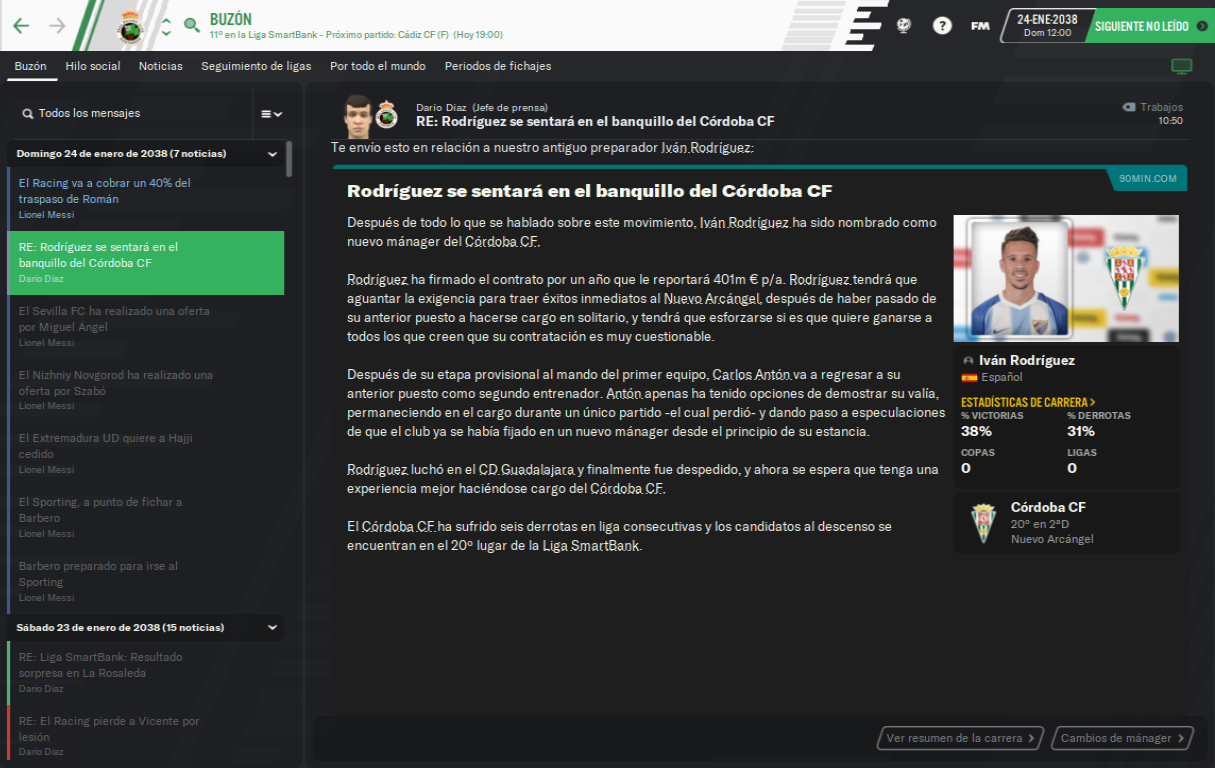 BUZÓN
11º en la Liga SmartBank - Próximo partido: Cádiz CF (F) (Hoy 19:00)
FM
24-ENE-2038
Dom 12:00
SIGUIENTE NO LEÍDO
Buzón
Hilo social
Noticias
Seguimiento de ligas
Por todo el mundo
Periodos de fichajes
Todos los mensajes
Domingo 24 de enero de 2038 (7 noticias)
El Racing va a cobrar un 40% del
traspaso de Román
Lionel Messi
RE: Rodríguez se sentará en el
banquillo del Córdoba CF
Darío Díaz
El Sevilla FC ha realizado una oferta
por Miguel Ángel
Lionel Messi
El Nizhniy Novgorod ha realizado una
oferta por Szabó
Lionel Messi
El Extremadura UD quiere a Hajji
cedido
Lionel Messi
El Sporting, a punto de fichar a
Barbero
Lionel Messi
Barbero preparado para irse al
Sporting
Lionel Messi
Sábado 23 de enero de 2038 (15 noticias)
RE: Liga SmartBank: Resultado
sorpresa en La Rosaleda
Darío Díaz
RE: El Racing pierde a Vicente por
lesión
Darío Díaz
Darío Díaz (Jefe de prensa)
RE: Rodríguez se sentará en el banquillo del Córdoba CF
Trabajos
10:50
Te envío esto en relación a nuestro antiguo preparador Iván Rodríguez:
90MIN.COM
Rodríguez se sentará en el banquillo del Córdoba CF
Después de todo lo que se hablado sobre este movimiento, Iván Rodríguez ha sido nombrado como
nuevo mánager del Córdoba CF.
Rodríguez ha firmado el contrato por un año que le reportará 401m € p/a. Rodríguez tendrá que
aguantar la exigencia para traer éxitos inmediatos al Nuevo Arcángel, después de haber pasado de
su anterior puesto a hacerse cargo en solitario, y tendrá que esforzarse si es que quiere ganarse a
todos los que creen que su contratación es muy cuestionable.
Después de su etapa provisional al mando del primer equipo, Carlos Antón va a regresar a su
anterior puesto como segundo entrenador. Antón apenas ha tenido opciones de demostrar su valía,
permaneciendo en el cargo durante un único partido -el cual perdió- y dando paso a especulaciones
de que el club ya se había fijado en un nuevo mánager desde el principio de su estancia.
Rodríguez luchó en el CD Guadalajara y finalmente fue despedido, y ahora se espera que tenga una
experiencia mejor haciéndose cargo del Córdoba CF.
El Córdoba CF ha sufrido seis derrotas en liga consecutivas y los candidatos al descenso se
encuentran en el 20º lugar de la Liga SmartBank.
Iván Rodríguez
Español
ESTADÍSTICAS DE CARRERA >
% VICTORIAS
% DERROTAS
38%
31%
COPAS
LIGAS
0
0
Córdoba CF
20º en 2ªD
Nuevo Arcángel
Ver resumen de la carrera
Cambios de mánager